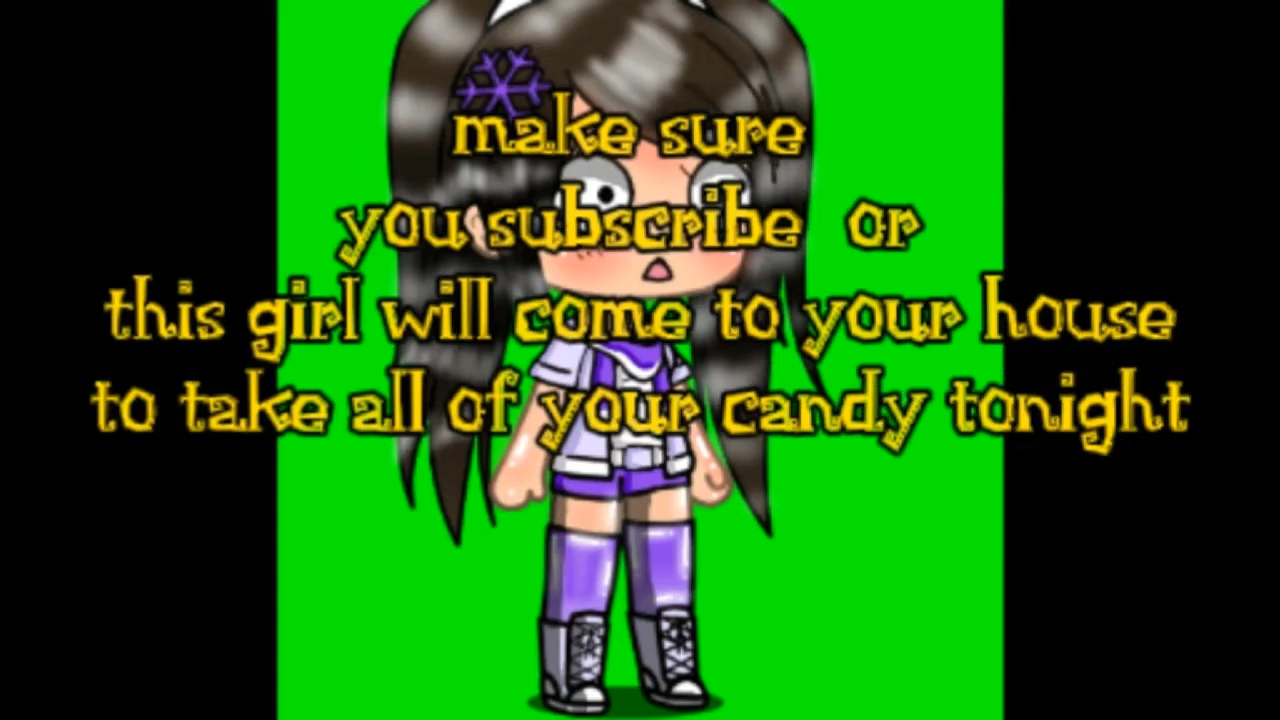 make sure
you subscribe or
this girl will come to your house
to take all of your candy tonight